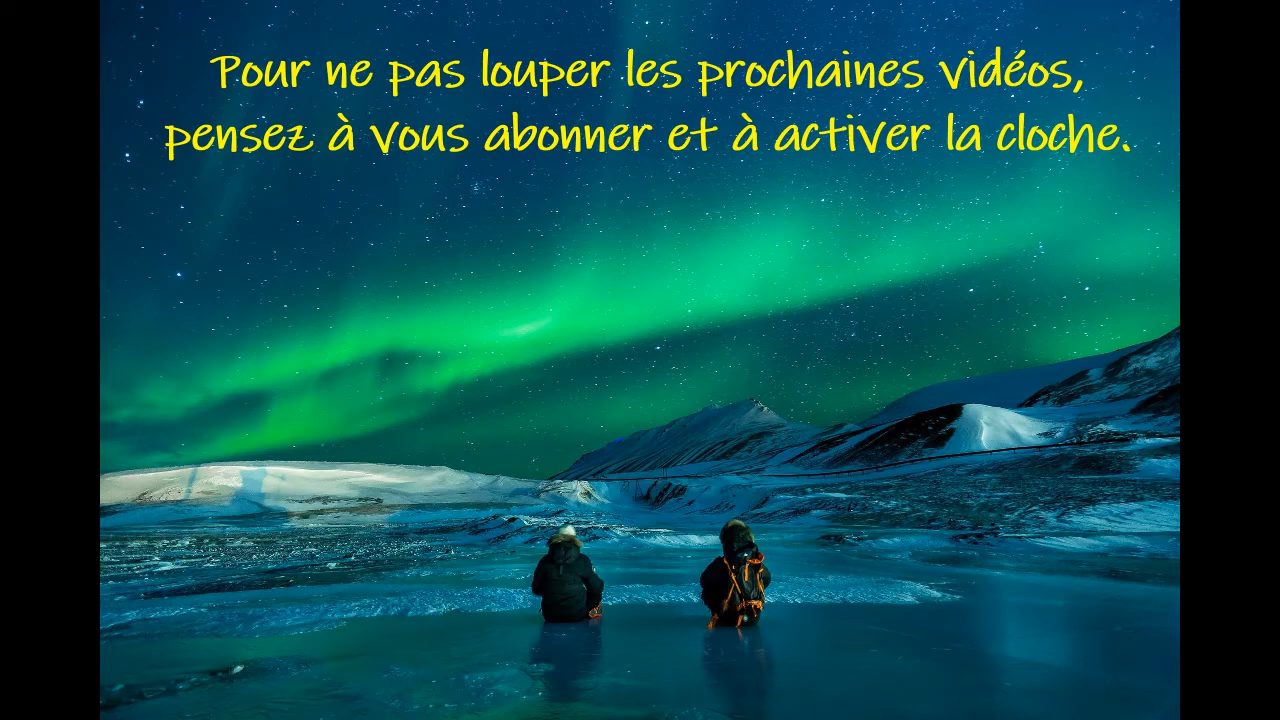 Pour ne pas louper les prochaines vidéos,
pensez à vous abonner et à activer la cloche.